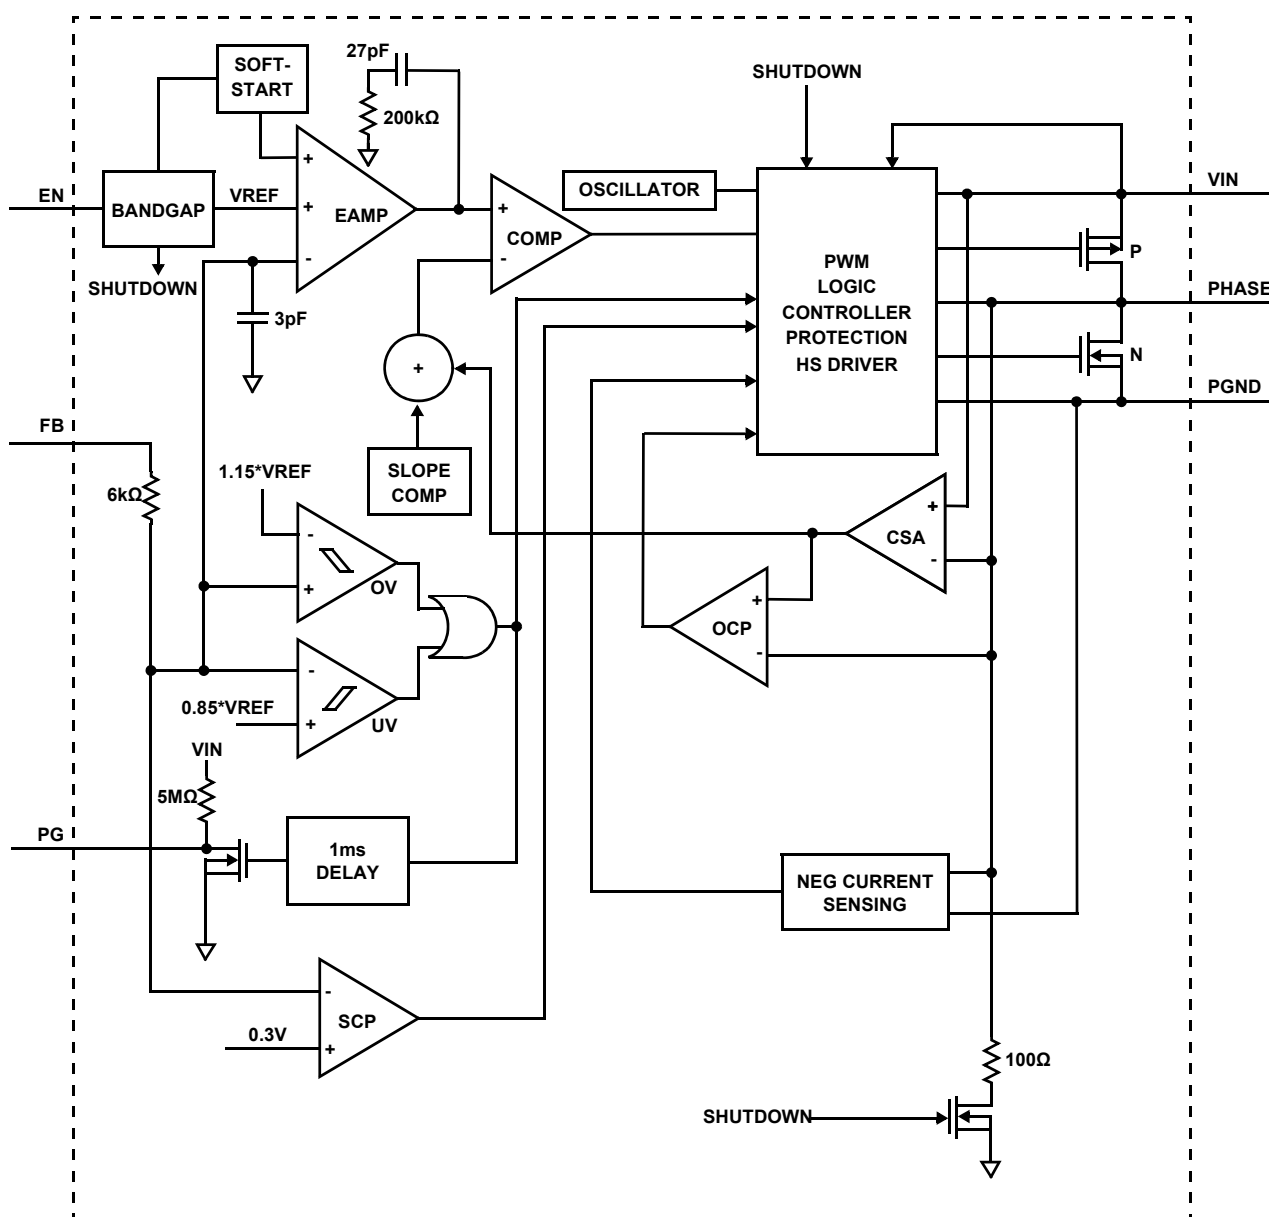 27pF
SOFT-
START
SHUTDOWN
200kΩ
+
EN
BANDGAP
VREF
+
EAMP
-
SHUTDOWN
3pF
+
COMP
-
OSCILLATOR
PWM
LOGIC
CONTROLLER
PROTECTION
HS DRIVER
VIN
P
PHASE
N
PGND
+
SLOPE
COMP
FB
6kΩ
1.15*VREF
-
+
OV
-
0.85*VREF
+
UV
+
CSA
-
+
OCP
-
VIN
5MΩ
PG
1ms
DELAY
NEG CURRENT
SENSING
-
SCP
0.3V
+
100Ω
SHUTDOWN